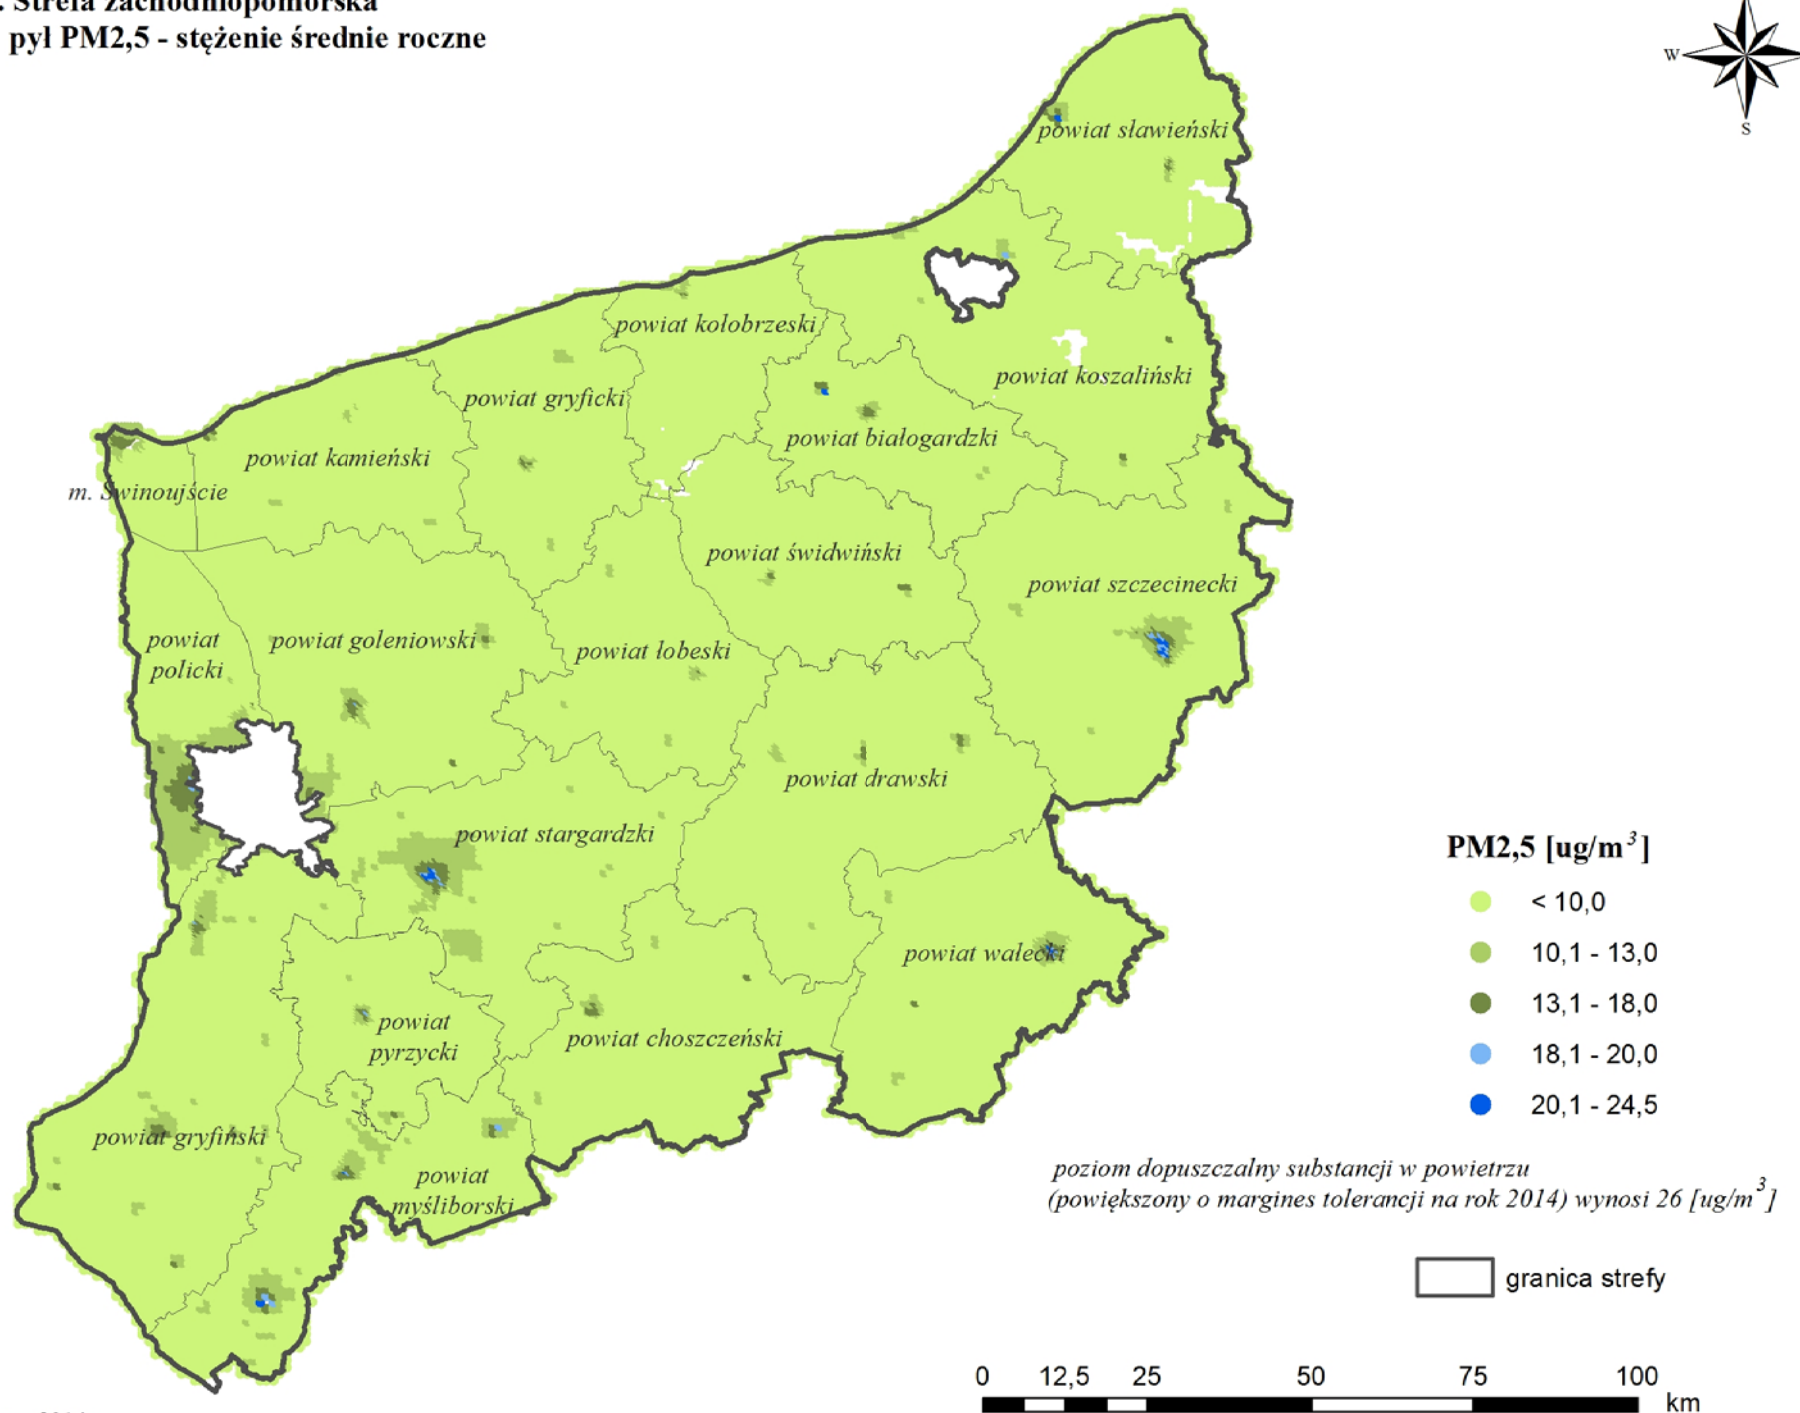 . Strefa zachodniopomorska
pył PM2,5 - stężenie średnie roczne
W
S
powiat sławieński
powiat kołobrzeski
powiat koszaliński
powiat gryficki
powiat białogardzki
powiat kamieński
m. Świnoujście
powiat świdwiński
powiat szczecinecki
powiat
policki
powiat goleniowski
powiat łobeski
powiat drawski
powiat stargardzki
powiat wałecki
powiat
pyrzycki
powiat choszczeński
powiat gryfiński
powiat
myśliborski
PM2,5 [ug/m³]
< 10,0
10,1 - 13,0
13,1 - 18,0
18,1 - 20,0
20,1 - 24,5
poziom dopuszczalny substancji w powietrzu
(powiększony o margines tolerancji na rok 2014) wynosi 26 [ug/m³]
granica strefy
0 12,5 25 50 75 100
km